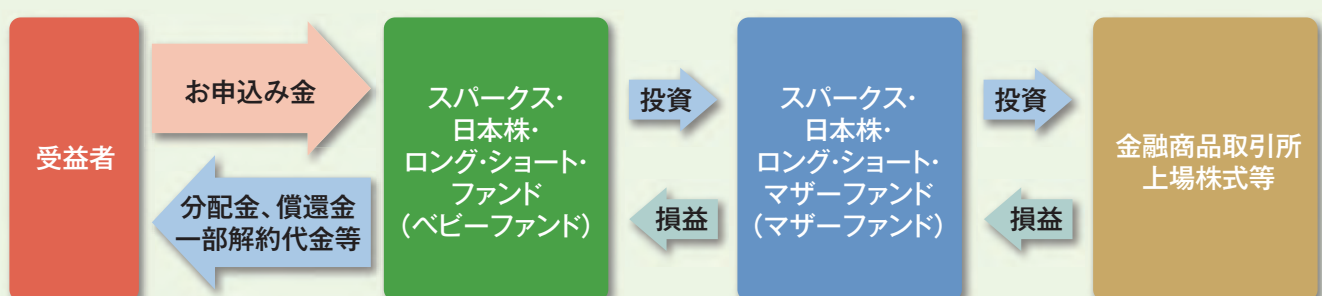 受益者
お申込み金
分配金、償還金
一部解約代金等
スパークス・
日本株・
ロング・ショート・
ファンド
（ベビーファンド）
投資
損益
スパークス・
日本株・
ロング・ショート・
マザーファンド
（マザーファンド）
投資
損益
金融商品取引所
上場株式等